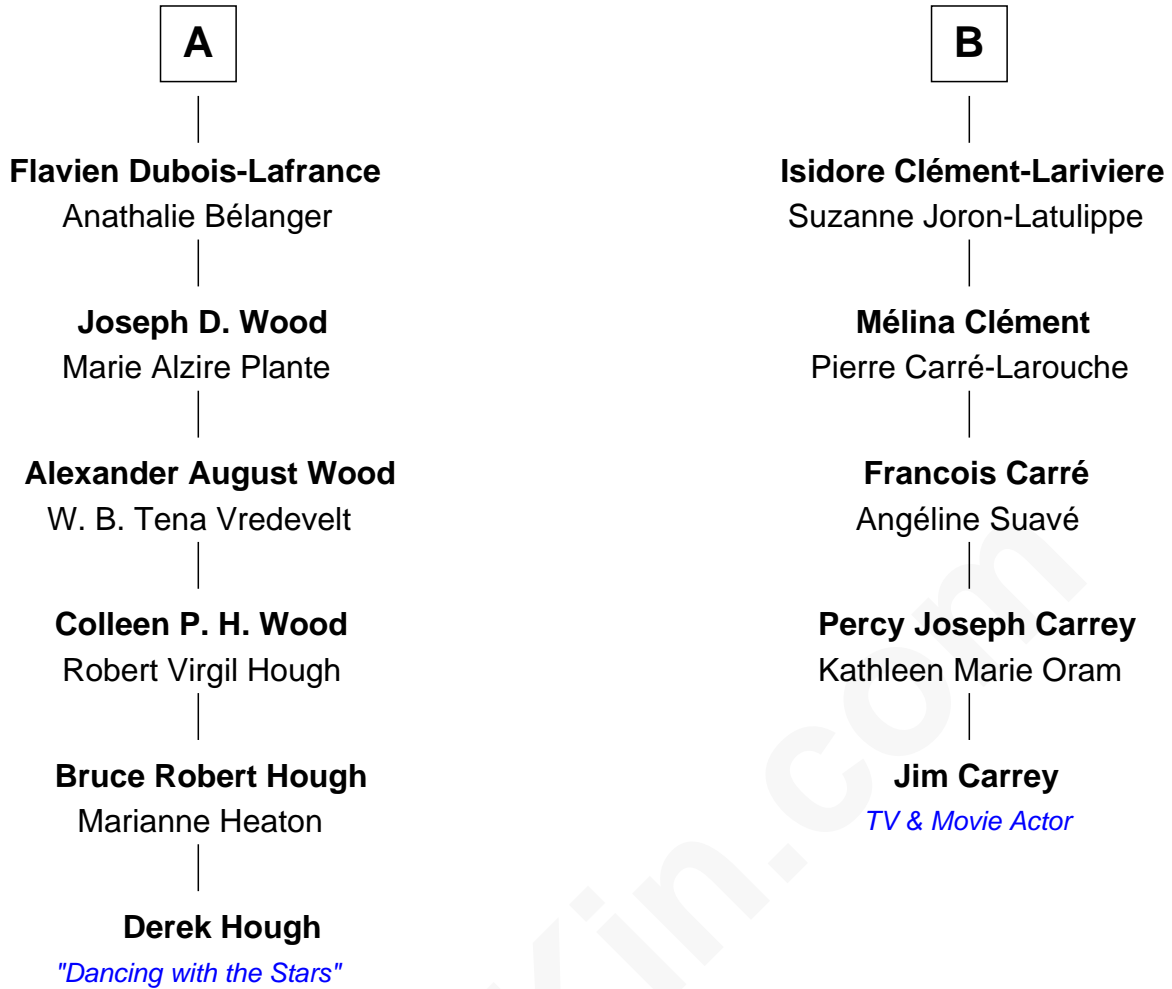 A
Flavien Dubois-Lafrance
Anathalie Bélanger
Joseph D. Wood
Marie Alzire Plante
Alexander August Wood
W. B. Tena Vredevelt
Colleen P. H. Wood
Robert Virgil Hough
Bruce Robert Hough
Marianne Heaton
Derek Hough
"Dancing with the Stars"
B
Isidore Clément-Lariviere
Suzanne Joron-Latulippe
Mélina Clément
Pierre Carré-Larouche
Francois Carré
Angéline Suavé
Percy Joseph Carrey
Kathleen Marie Oram
Jim Carrey
TV & Movie Actor
Kin.com